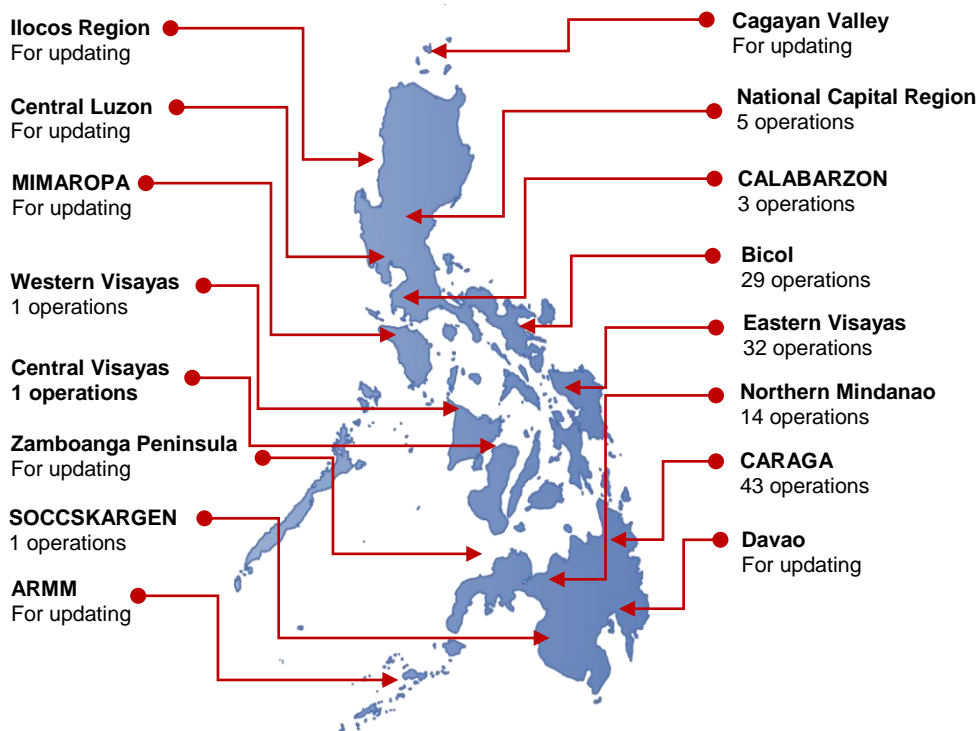 Ilocos Region
For updating
Central Luzon
For updating
MIMAROPA
For updating
Western Visayas
1 operations
Central Visayas
1 operations
Zamboanga Peninsula
For updating
SOCCSKARGEN
1 operations
ARMM
For updating
Cagayan Valley
For updating
National Capital Region
5 operations
CALABARZON
3 operations
Bicol
29 operations
Eastern Visayas
32 operations
Northern Mindanao
14 operations
CARAGA
43 operations
Davao
For updating